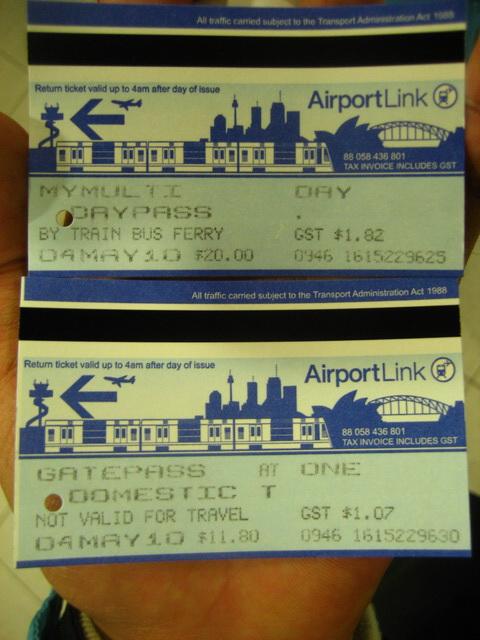 All traffic carried subject to the Transport Administration Act 1988
Return ticket valid up to 4am after day of issue
AirportLink
88 058 436 801
TAX INVOICE INCLUDES GST
MYMULTI DAY
DAYPASS .
BY TRAIN BUS FERRY GST $1.82
04MAY10 $20.00 0946 1615229625
All traffic carried subject to the Transport Administration Act 1988
Return ticket valid up to 4am after day of issue
AirportLink
88 058 436 801
TAX INVOICE INCLUDES GST
GATEPASS AT ONE
DOMESTIC T
NOT VALID FOR TRAVEL GST $1.07
04MAY10 $11.80 0946 1615229630